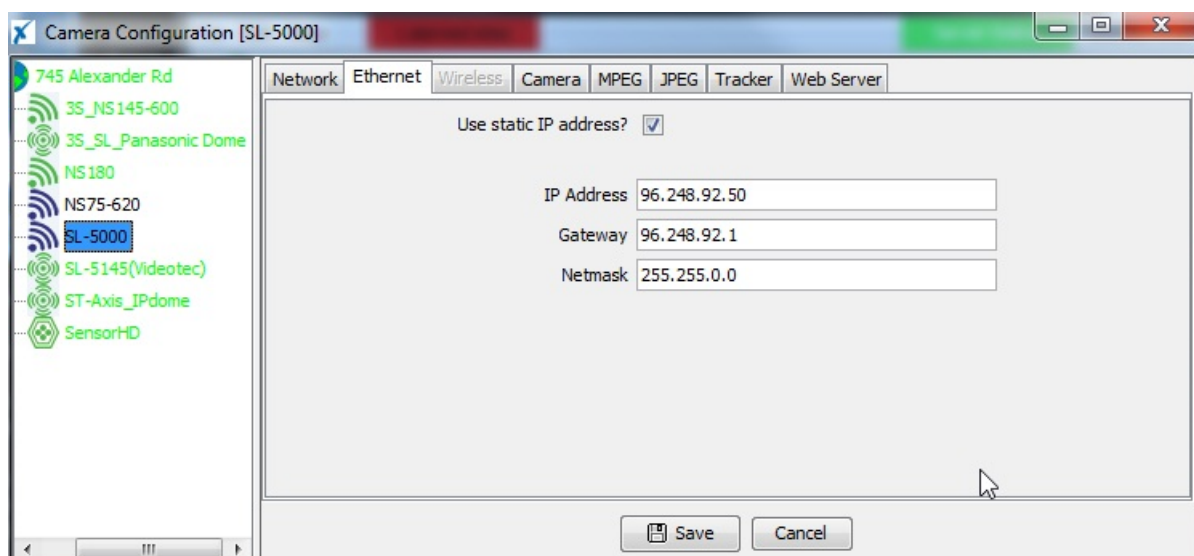 Camera Configuration [SL-5000]
745 Alexander Rd
3S_NS145-600
3S_SL_Panasonic Dome
NS180
NS75-620
SL-5000
SL-5145(Videotec)
ST-Axis_IPdome
SensorHD
Network Ethernet Wireless Camera MPEG JPEG Tracker Web Server
Use static IP address?
IP Address 96.248.92.50
Gateway 96.248.92.1
Netmask 255.255.0.0
Save Cancel